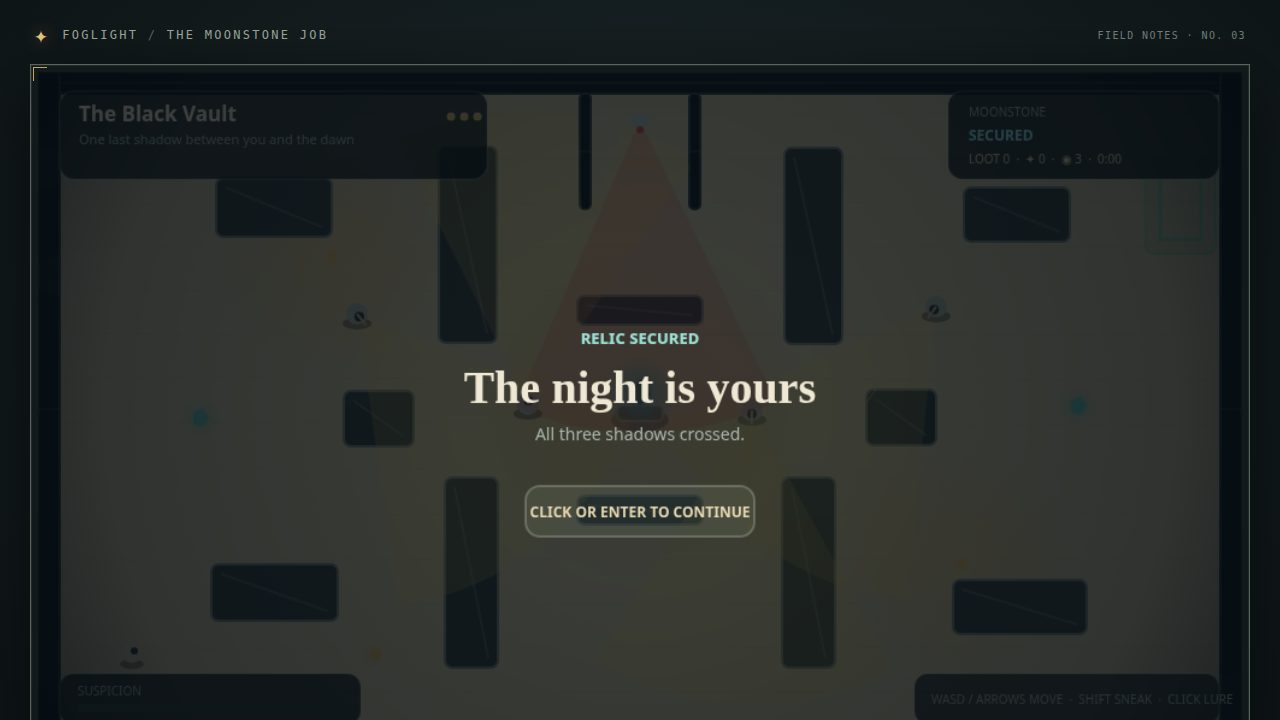 ✦ FOGLIGHT / THE MOONSTONE JOB
FIELD NOTES · NO. 03
The Black Vault
One last shadow between you and the dawn
MOONSTONE
SECURED
LOOT 0 · ✦ 0 · ◉ 3 · 0:00
RELIC SECURED
The night is yours
All three shadows crossed.
CLICK OR ENTER TO CONTINUE
SUSPICION
WASD / ARROWS MOVE · SHIFT SNEAK · CLICK LURE